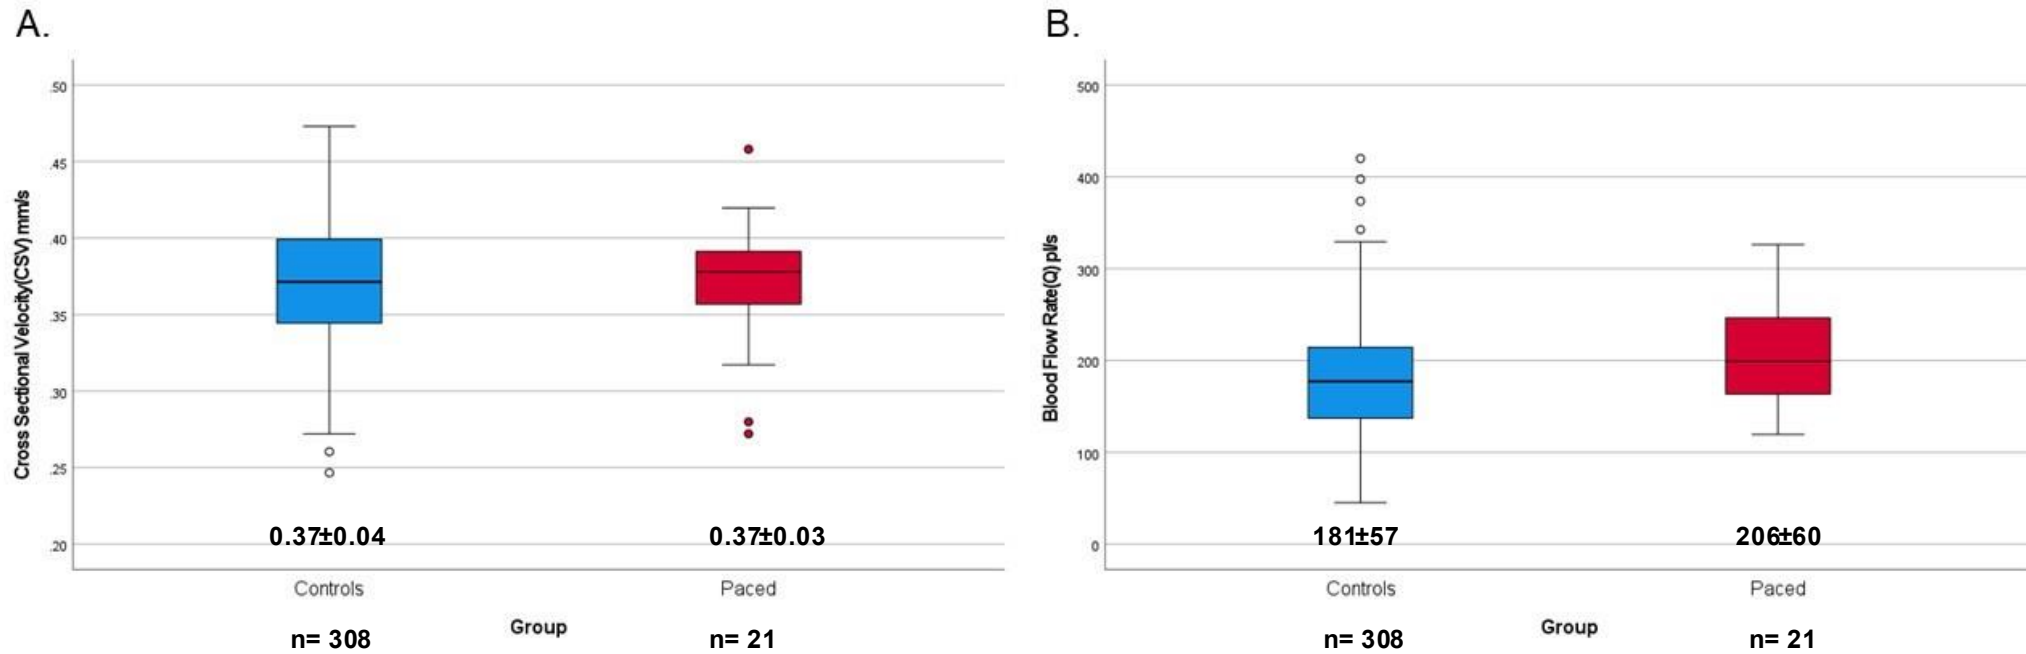 A.
Cross Sectional Velocity(CSV) mm/s
.50
.45
.40
.35
.30
.25
.20
0.37±0.04
0.37±0.03
Controls
Paced
Group
n= 308
n= 21
B.
Blood Flow Rate(Q) pl/s
500
400
300
200
100
0
181±57
206±60
Controls
Paced
Group
n= 308
n= 21